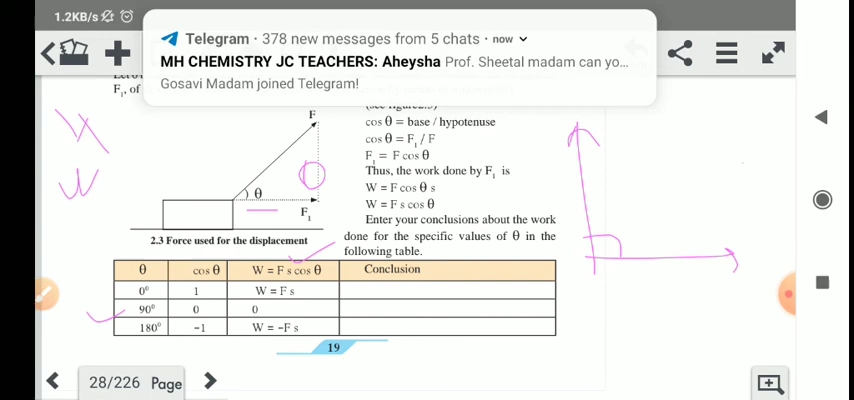 1.2KB/s
Telegram · 378 new messages from 5 chats · now
MH CHEMISTRY JC TEACHERS: Aheysha Prof. Sheetal madam can yo...
Gosavi Madam joined Telegram!
F₁, of
(see figure2.3)
cos θ = base / hypotenuse
cos θ = F₁ / F
F₁ = F cos θ
Thus, the work done by F₁ is
W = F cos θ s
W = F s cos θ
Enter your conclusions about the work
done for the specific values of θ in the
following table.
F
θ
F₁
2.3 Force used for the displacement
θ cos θ W = F s cos θ Conclusion
0⁰ 1 W = F s
90⁰ 0 0
180⁰ −1 W = −F s
19
28/226 Page